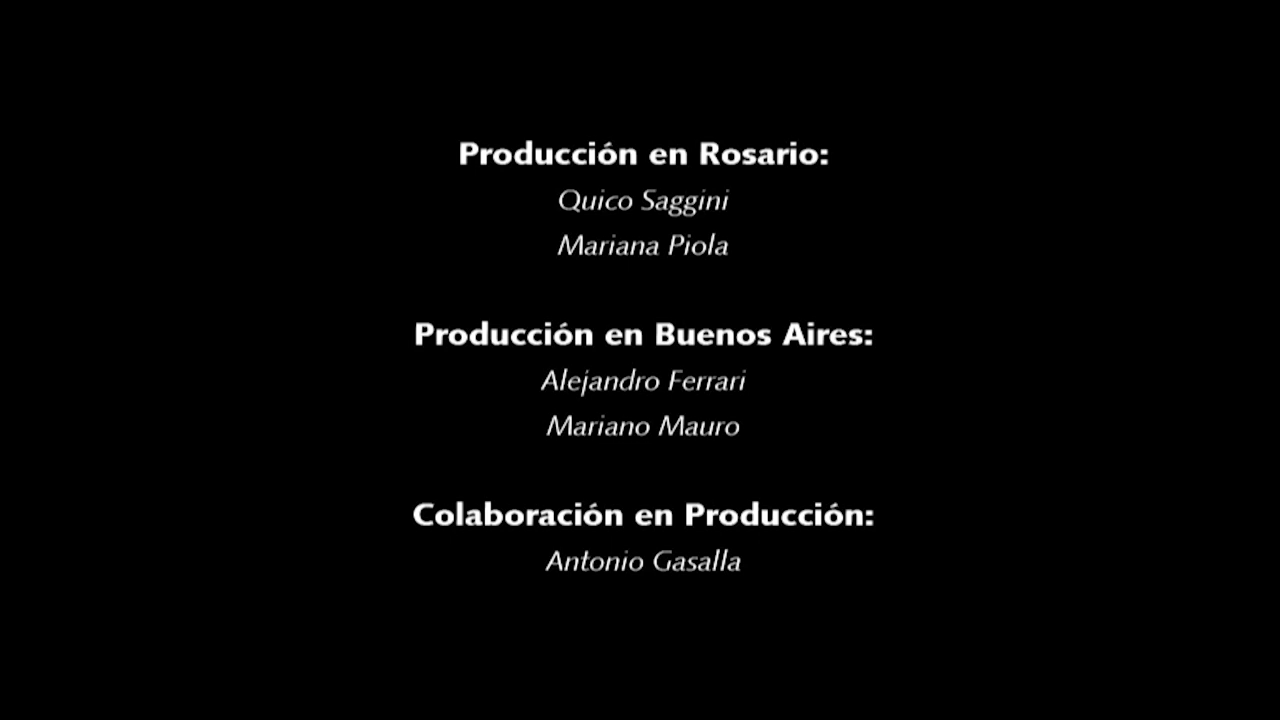 Producción en Rosario:
Quico Saggini
Mariana Piola
Producción en Buenos Aires:
Alejandro Ferrari
Mariano Mauro
Colaboración en Producción:
Antonio Gasalla